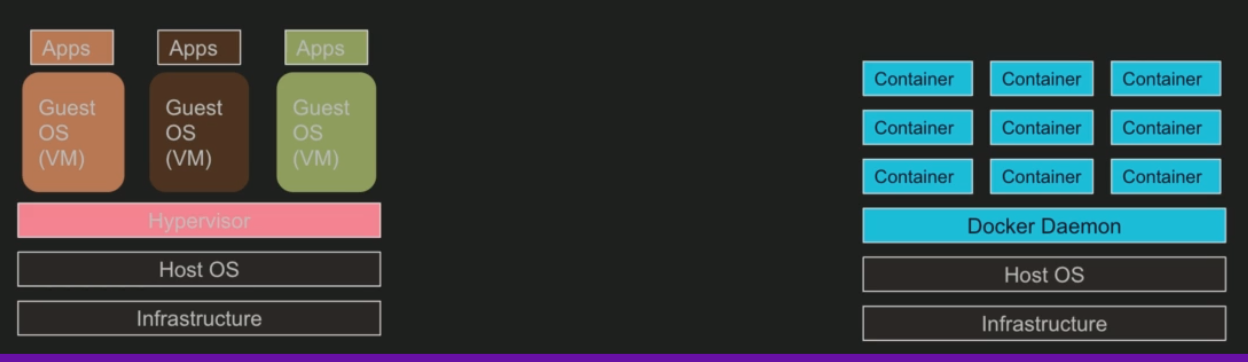 Apps Apps Apps
Guest OS (VM) Guest OS (VM) Guest OS (VM)
Hypervisor
Host OS
Infrastructure
Container Container Container
Container Container Container
Container Container Container
Docker Daemon
Host OS
Infrastructure